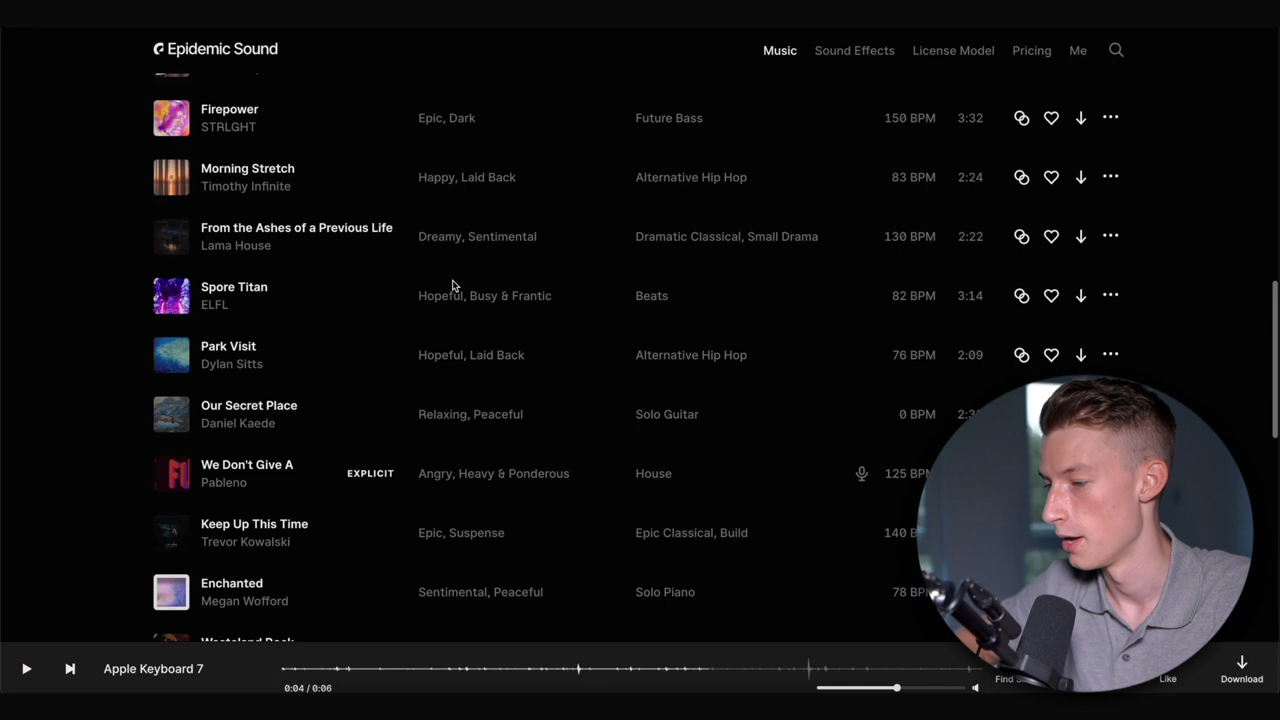 Epidemic Sound
Music Sound Effects License Model Pricing Me
Firepower
STRLGHT
Epic, Dark
Future Bass
150 BPM 3:32
Morning Stretch
Timothy Infinite
Happy, Laid Back
Alternative Hip Hop
83 BPM 2:24
From the Ashes of a Previous Life
Lama House
Dreamy, Sentimental
Dramatic Classical, Small Drama
130 BPM 2:22
Spore Titan
ELFL
Hopeful, Busy & Frantic
Beats
82 BPM 3:14
Park Visit
Dylan Sitts
Hopeful, Laid Back
Alternative Hip Hop
76 BPM 2:09
Our Secret Place
Daniel Kaede
Relaxing, Peaceful
Solo Guitar
0 BPM
We Don't Give A
Pableno
EXPLICIT
Angry, Heavy & Ponderous
House
125 BPM
Keep Up This Time
Trevor Kowalski
Epic, Suspense
Epic Classical, Build
140
Enchanted
Megan Wofford
Sentimental, Peaceful
Solo Piano
78
Apple Keyboard 7
0:04 / 0:06
Find
Like
Download